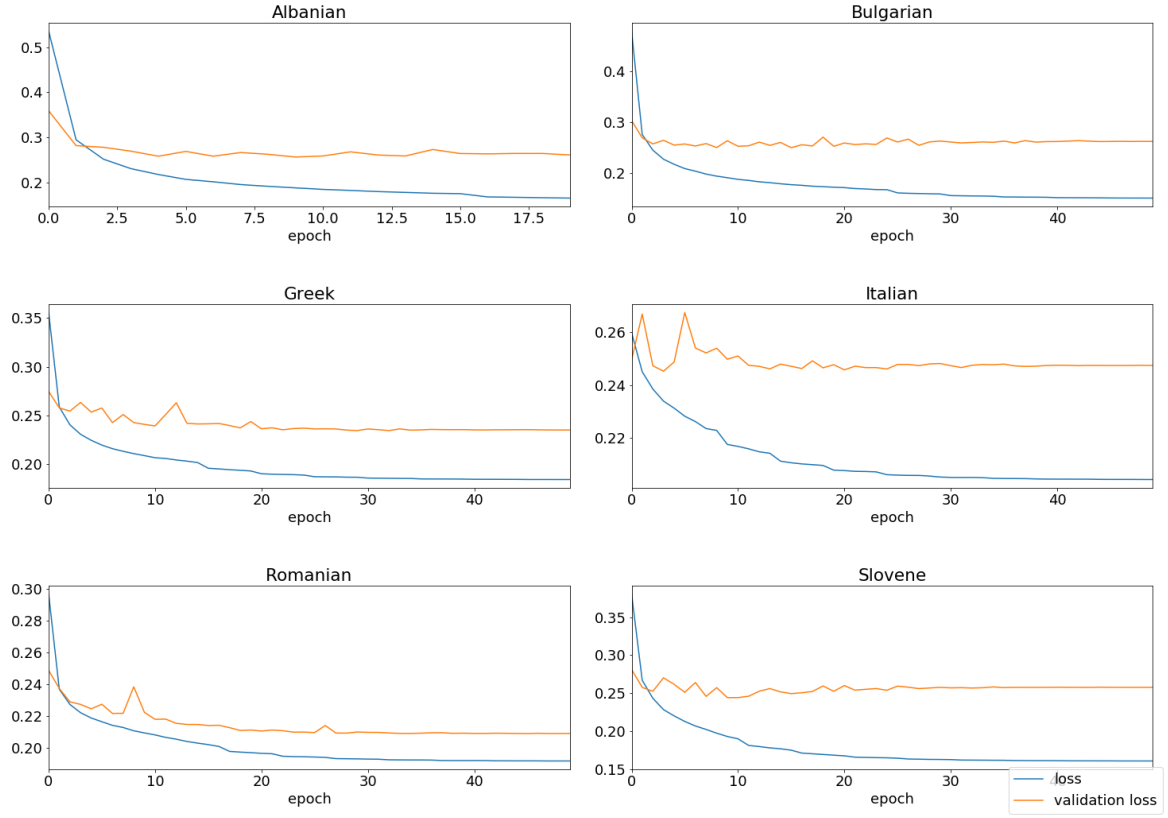 Albanian
0.5
0.4
0.3
0.2
0.0 2.5 5.0 7.5 10.0 12.5 15.0 17.5
epoch
Bulgarian
0.4
0.3
0.2
0 10 20 30 40
epoch
Greek
0.35
0.30
0.25
0.20
0 10 20 30 40
epoch
Italian
0.26
0.24
0.22
0 10 20 30 40
epoch
Romanian
0.30
0.28
0.26
0.24
0.22
0.20
0 10 20 30 40
epoch
Slovene
0.35
0.30
0.25
0.20
0.15
0 10 20 30 40
epoch
loss
validation loss